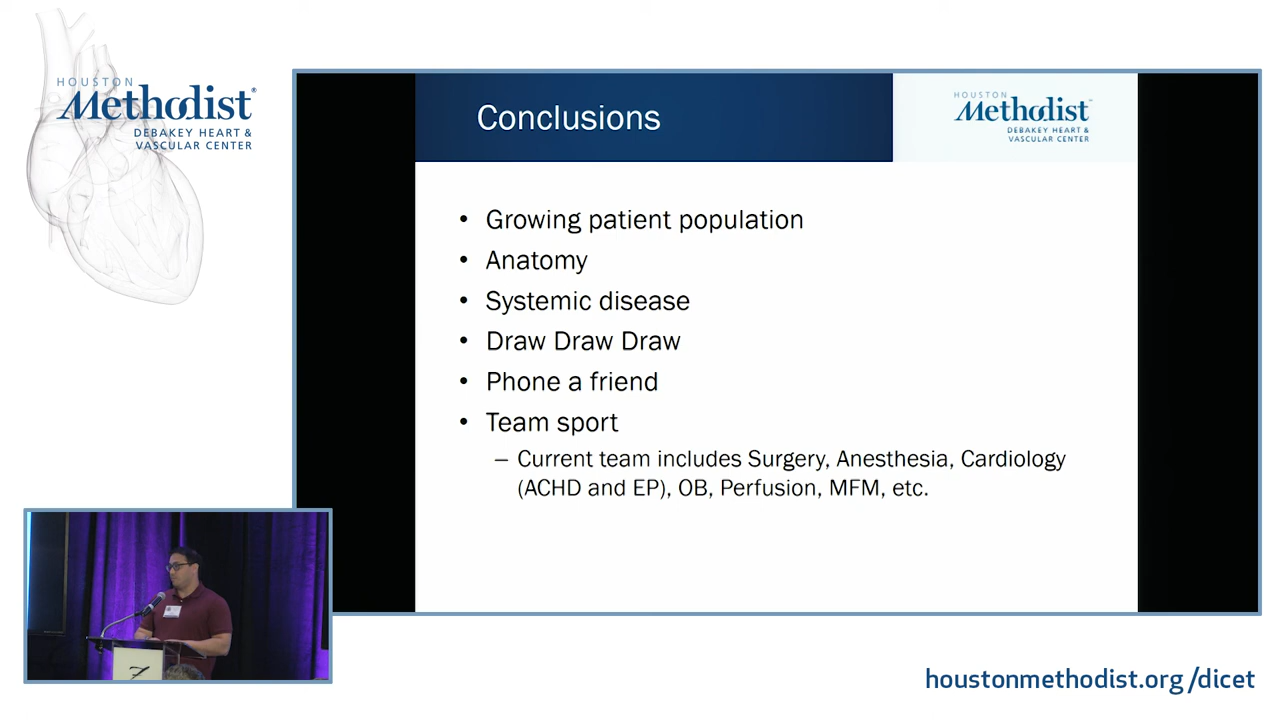 HOUSTON
Methodist®
DEBAKEY HEART &
VASCULAR CENTER
Conclusions
HOUSTON
Methodist
DEBAKEY HEART &
VASCULAR CENTER
• Growing patient population
• Anatomy
• Systemic disease
• Draw Draw Draw
• Phone a friend
• Team sport
– Current team includes Surgery, Anesthesia, Cardiology
(ACHD and EP), OB, Perfusion, MFM, etc.
houstonmethodist.org/dicet